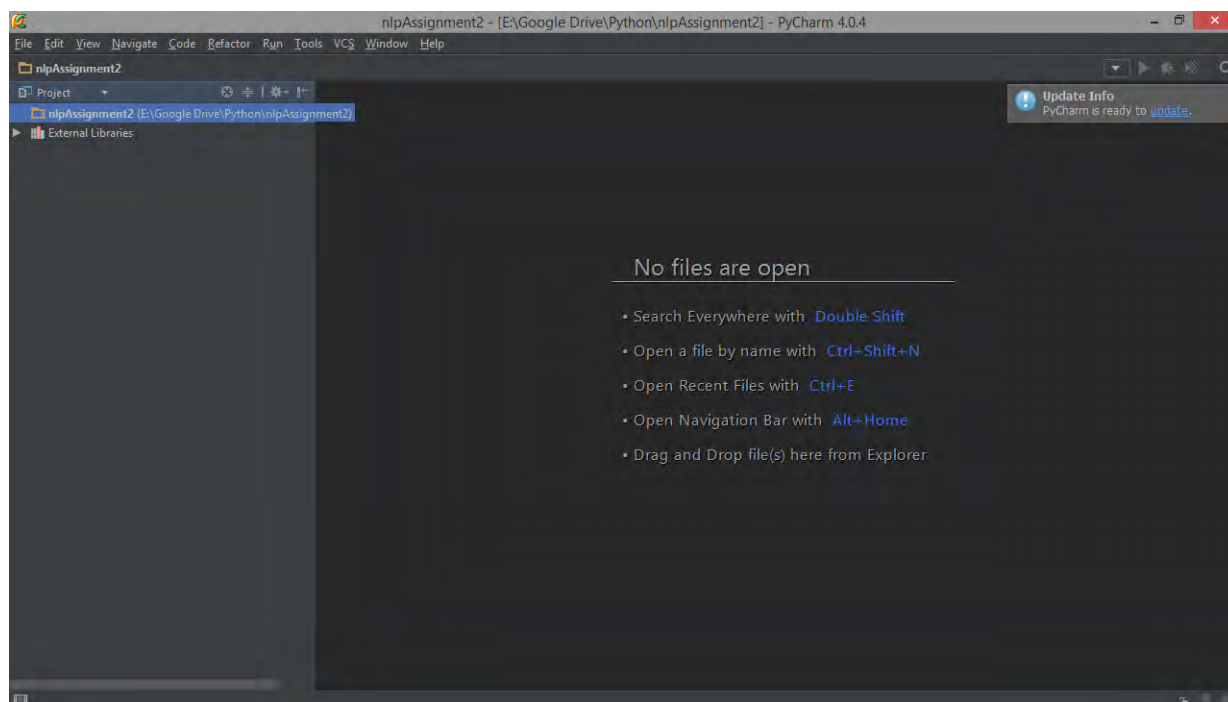 nlpAssignment2 - [E:\Google Drive\Python\nlpAssignment2] - PyCharm 4.0.4
File Edit View Navigate Code Refactor Run Tools VCS Window Help
nlpAssignment2
Project
nlpAssignment2 (E:\Google Drive\Python\nlpAssignment2)
External Libraries
Update Info
PyCharm is ready to update.
No files are open
• Search Everywhere with Double Shift
• Open a file by name with Ctrl+Shift+N
• Open Recent Files with Ctrl+E
• Open Navigation Bar with Alt+Home
• Drag and Drop file(s) here from Explorer